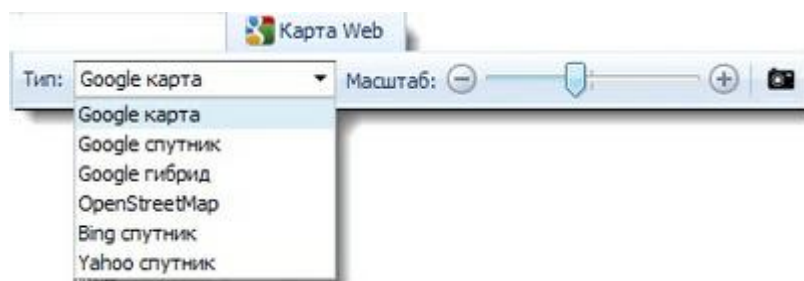 Карта Web
Тип: Google карта Масштаб:
Google карта
Google спутник
Google гибрид
OpenStreetMap
Bing спутник
Yahoo спутник